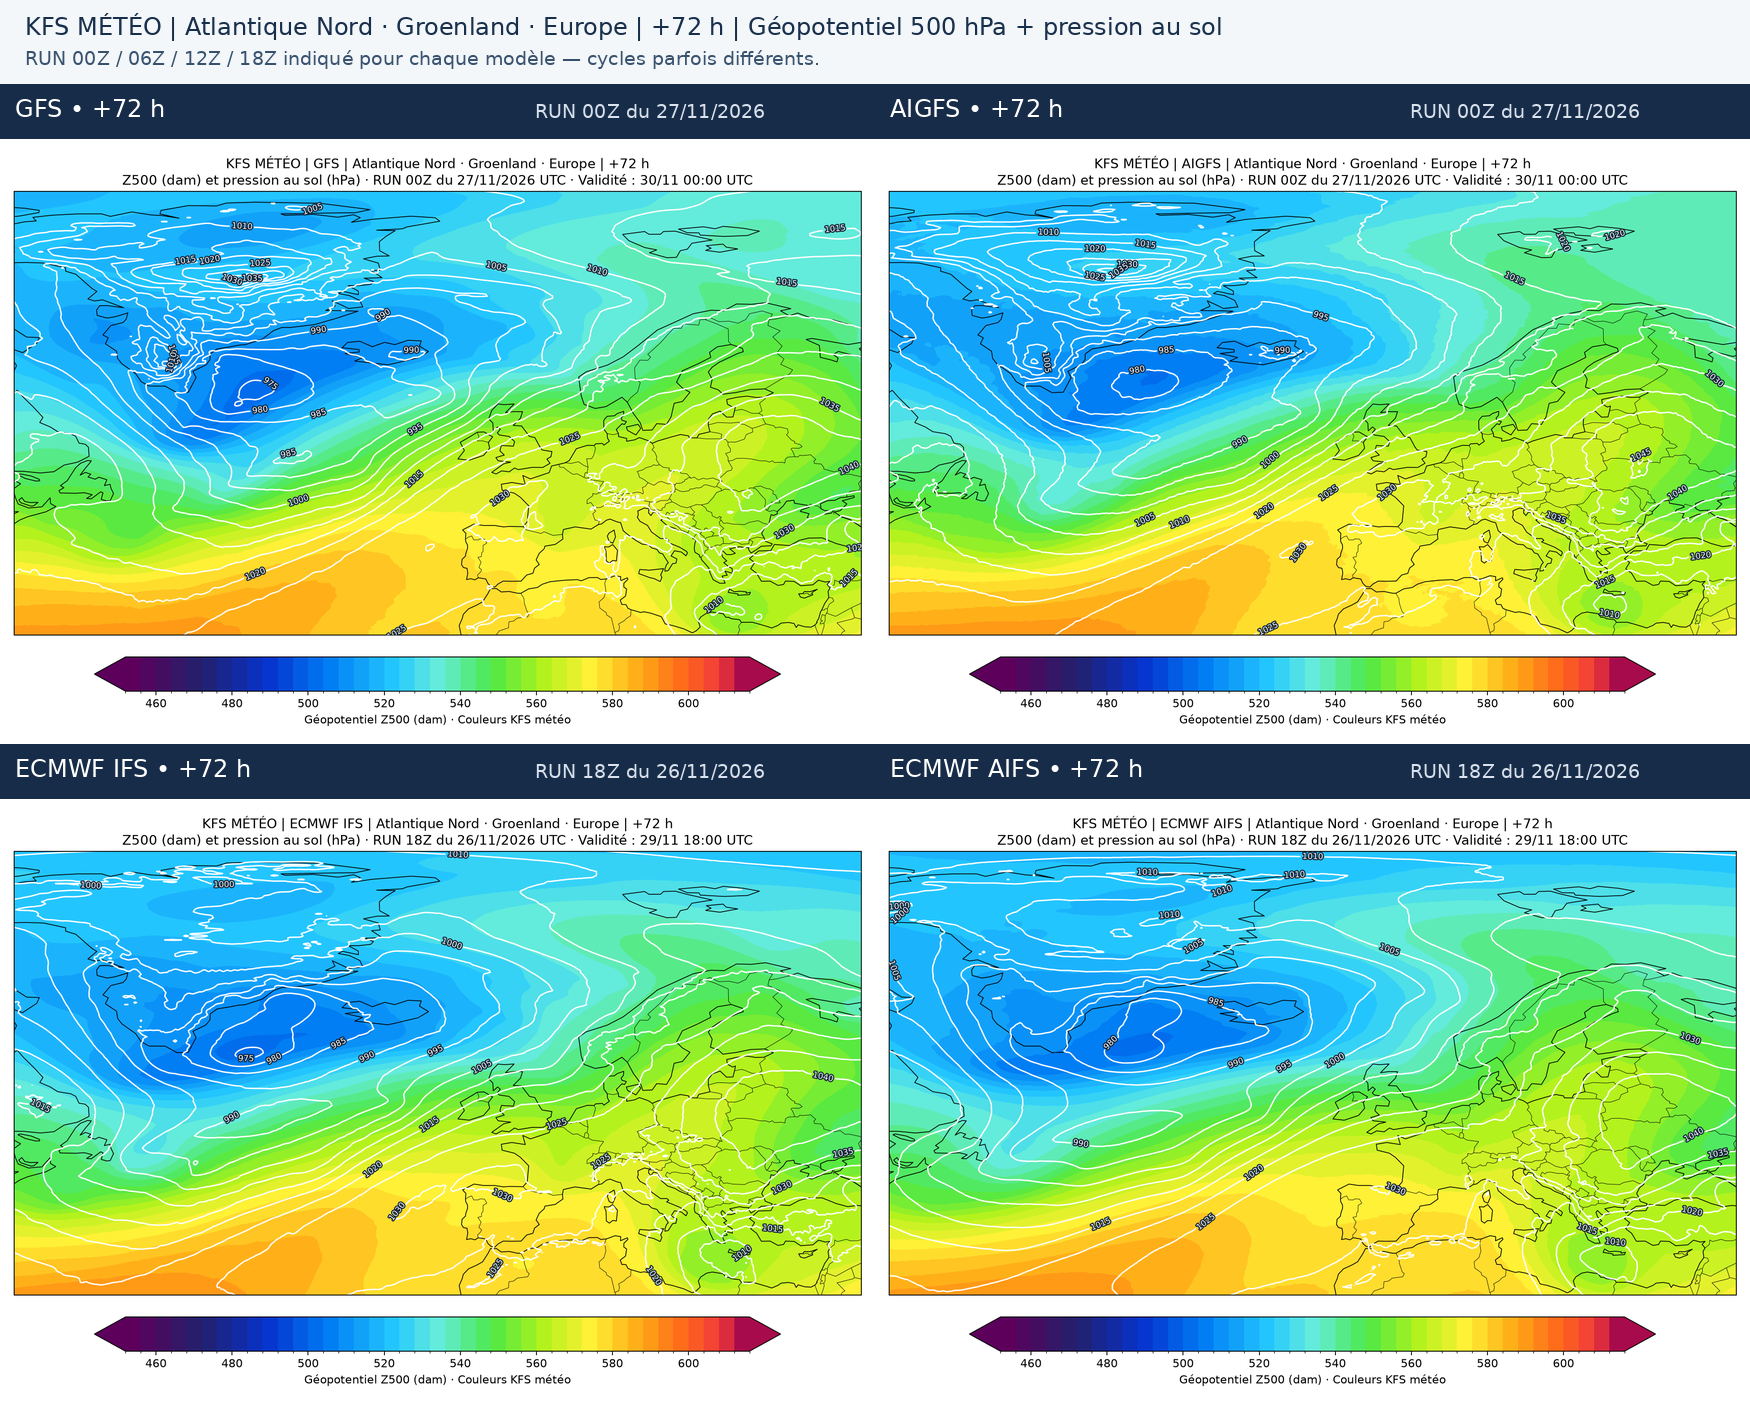 KFS MÉTÉO | Atlantique Nord · Groenland · Europe | +72 h | Géopotentiel 500 hPa + pression au sol
RUN 00Z / 06Z / 12Z / 18Z indiqué pour chaque modèle — cycles parfois différents.
GFS • +72 h
RUN 00Z du 27/11/2026
AIGFS • +72 h
RUN 00Z du 27/11/2026
KFS MÉTÉO | GFS | Atlantique Nord · Groenland · Europe | +72 h
Z500 (dam) et pression au sol (hPa) · RUN 00Z du 27/11/2026 UTC · Validité : 30/11 00:00 UTC
KFS MÉTÉO | AIGFS | Atlantique Nord · Groenland · Europe | +72 h
Z500 (dam) et pression au sol (hPa) · RUN 00Z du 27/11/2026 UTC · Validité : 30/11 00:00 UTC
460 480 500 520 540 560 580 600
Géopotentiel Z500 (dam) · Couleurs KFS météo
460 480 500 520 540 560 580 600
Géopotentiel Z500 (dam) · Couleurs KFS météo
ECMWF IFS • +72 h
RUN 18Z du 26/11/2026
ECMWF AIFS • +72 h
RUN 18Z du 26/11/2026
KFS MÉTÉO | ECMWF IFS | Atlantique Nord · Groenland · Europe | +72 h
Z500 (dam) et pression au sol (hPa) · RUN 18Z du 26/11/2026 UTC · Validité : 29/11 18:00 UTC
KFS MÉTÉO | ECMWF AIFS | Atlantique Nord · Groenland · Europe | +72 h
Z500 (dam) et pression au sol (hPa) · RUN 18Z du 26/11/2026 UTC · Validité : 29/11 18:00 UTC
460 480 500 520 540 560 580 600
Géopotentiel Z500 (dam) · Couleurs KFS météo
460 480 500 520 540 560 580 600
Géopotentiel Z500 (dam) · Couleurs KFS météo